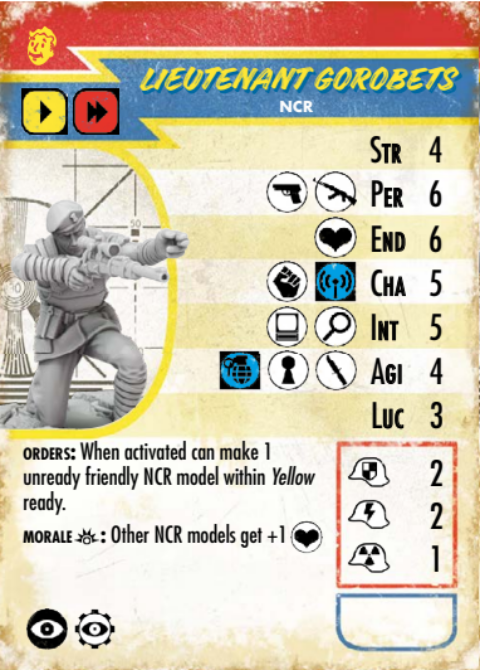 LIEUTENANT GOROBETS
NCR
STR 4
PER 6
50
END 6
CHA 5
INT 5
AGI 4
LUC 3
ORDERS: When activated can make 1
unready friendly NCR model within Yellow
ready.
MORALE : Other NCR models get +1
2
2
1